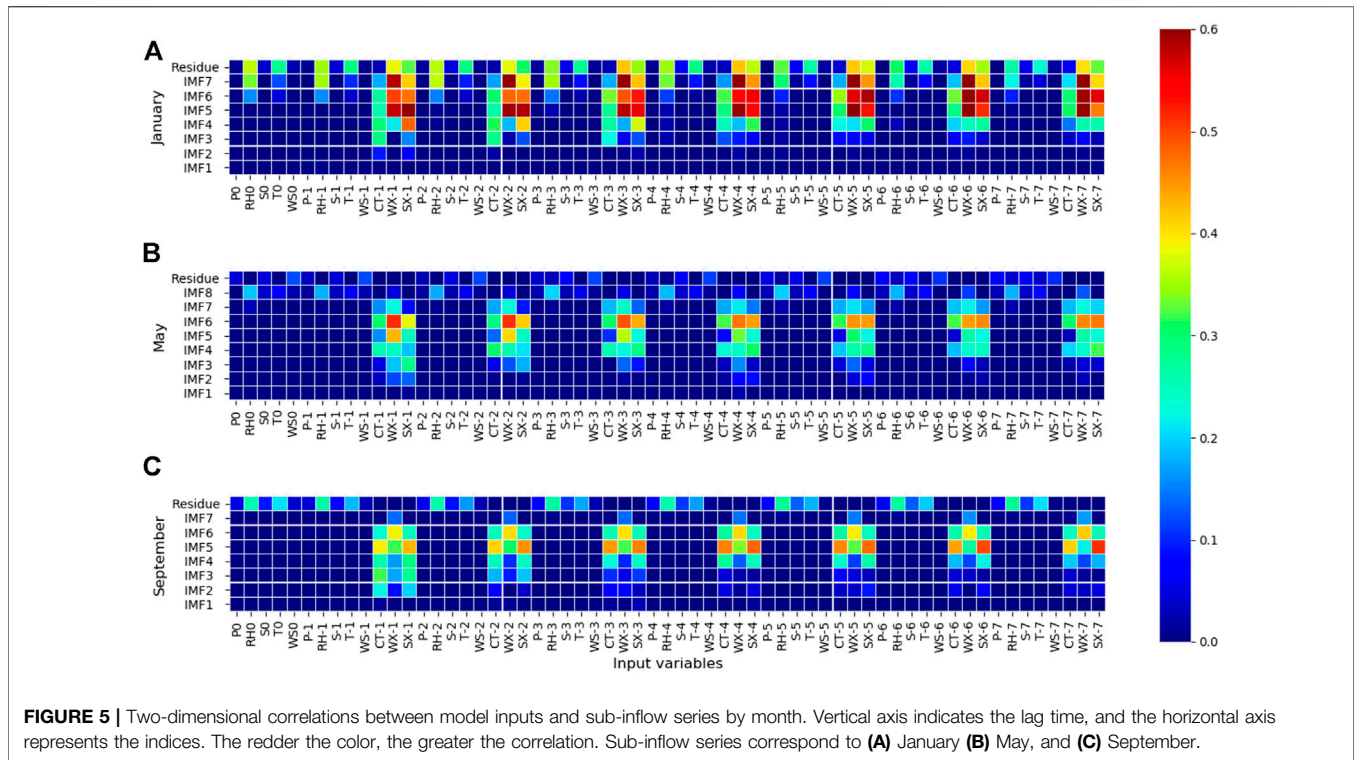 A
January
Residue
IMF7
IMF6
IMF5
IMF4
IMF3
IMF2
IMF1
P0 RH0 S0 T0 WS0 P-1 RH-1 S-1 T-1 WS-1 CT-1 WX-1 SX-1 P-2 RH-2 S-2 T-2 WS-2 CT-2 WX-2 SX-2 P-3 RH-3 S-3 T-3 WS-3 CT-3 WX-3 SX-3 P-4 RH-4 S-4 T-4 WS-4 CT-4 WX-4 SX-4 P-5 RH-5 S-5 T-5 WS-5 CT-5 WX-5 SX-5 P-6 RH-6 S-6 T-6 WS-6 CT-6 WX-6 SX-6 P-7 RH-7 S-7 T-7 WS-7 CT-7 WX-7 SX-7
B
May
Residue
IMF8
IMF7
IMF6
IMF5
IMF4
IMF3
IMF2
IMF1
P0 RH0 S0 T0 WS0 P-1 RH-1 S-1 T-1 WS-1 CT-1 WX-1 SX-1 P-2 RH-2 S-2 T-2 WS-2 CT-2 WX-2 SX-2 P-3 RH-3 S-3 T-3 WS-3 CT-3 WX-3 SX-3 P-4 RH-4 S-4 T-4 WS-4 CT-4 WX-4 SX-4 P-5 RH-5 S-5 T-5 WS-5 CT-5 WX-5 SX-5 P-6 RH-6 S-6 T-6 WS-6 CT-6 WX-6 SX-6 P-7 RH-7 S-7 T-7 WS-7 CT-7 WX-7 SX-7
C
September
Residue
IMF7
IMF6
IMF5
IMF4
IMF3
IMF2
IMF1
P0 RH0 S0 T0 WS0 P-1 RH-1 S-1 T-1 WS-1 CT-1 WX-1 SX-1 P-2 RH-2 S-2 T-2 WS-2 CT-2 WX-2 SX-2 P-3 RH-3 S-3 T-3 WS-3 CT-3 WX-3 SX-3 P-4 RH-4 S-4 T-4 WS-4 CT-4 WX-4 SX-4 P-5 RH-5 S-5 T-5 WS-5 CT-5 WX-5 SX-5 P-6 RH-6 S-6 T-6 WS-6 CT-6 WX-6 SX-6 P-7 RH-7 S-7 T-7 WS-7 CT-7 WX-7 SX-7
Input variables
0.6
0.5
0.4
0.3
0.2
0.1
0.0
FIGURE 5 | Two-dimensional correlations between model inputs and sub-inflow series by month. Vertical axis indicates the lag time, and the horizontal axis
represents the indices. The redder the color, the greater the correlation. Sub-inflow series correspond to (A) January (B) May, and (C) September.